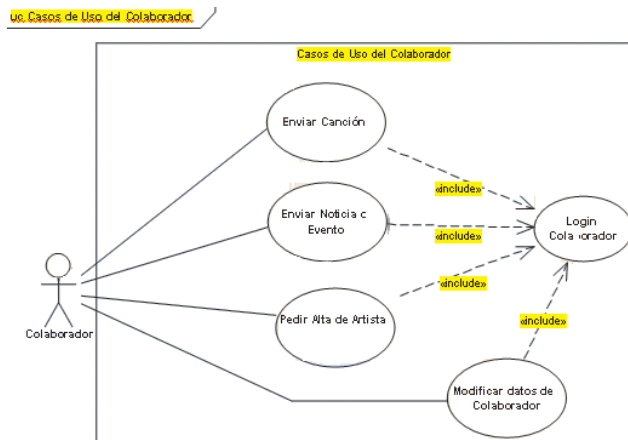 uc Casos de Uso del Colaborador
Casos de Uso del Colaborador
Enviar Canción
«include»
Enviar Noticia o
Evento
«include»
Login
Colaborador
Colaborador
Pedir Alta de Artista
«include»
«include»
Modificar datos de
Colaborador